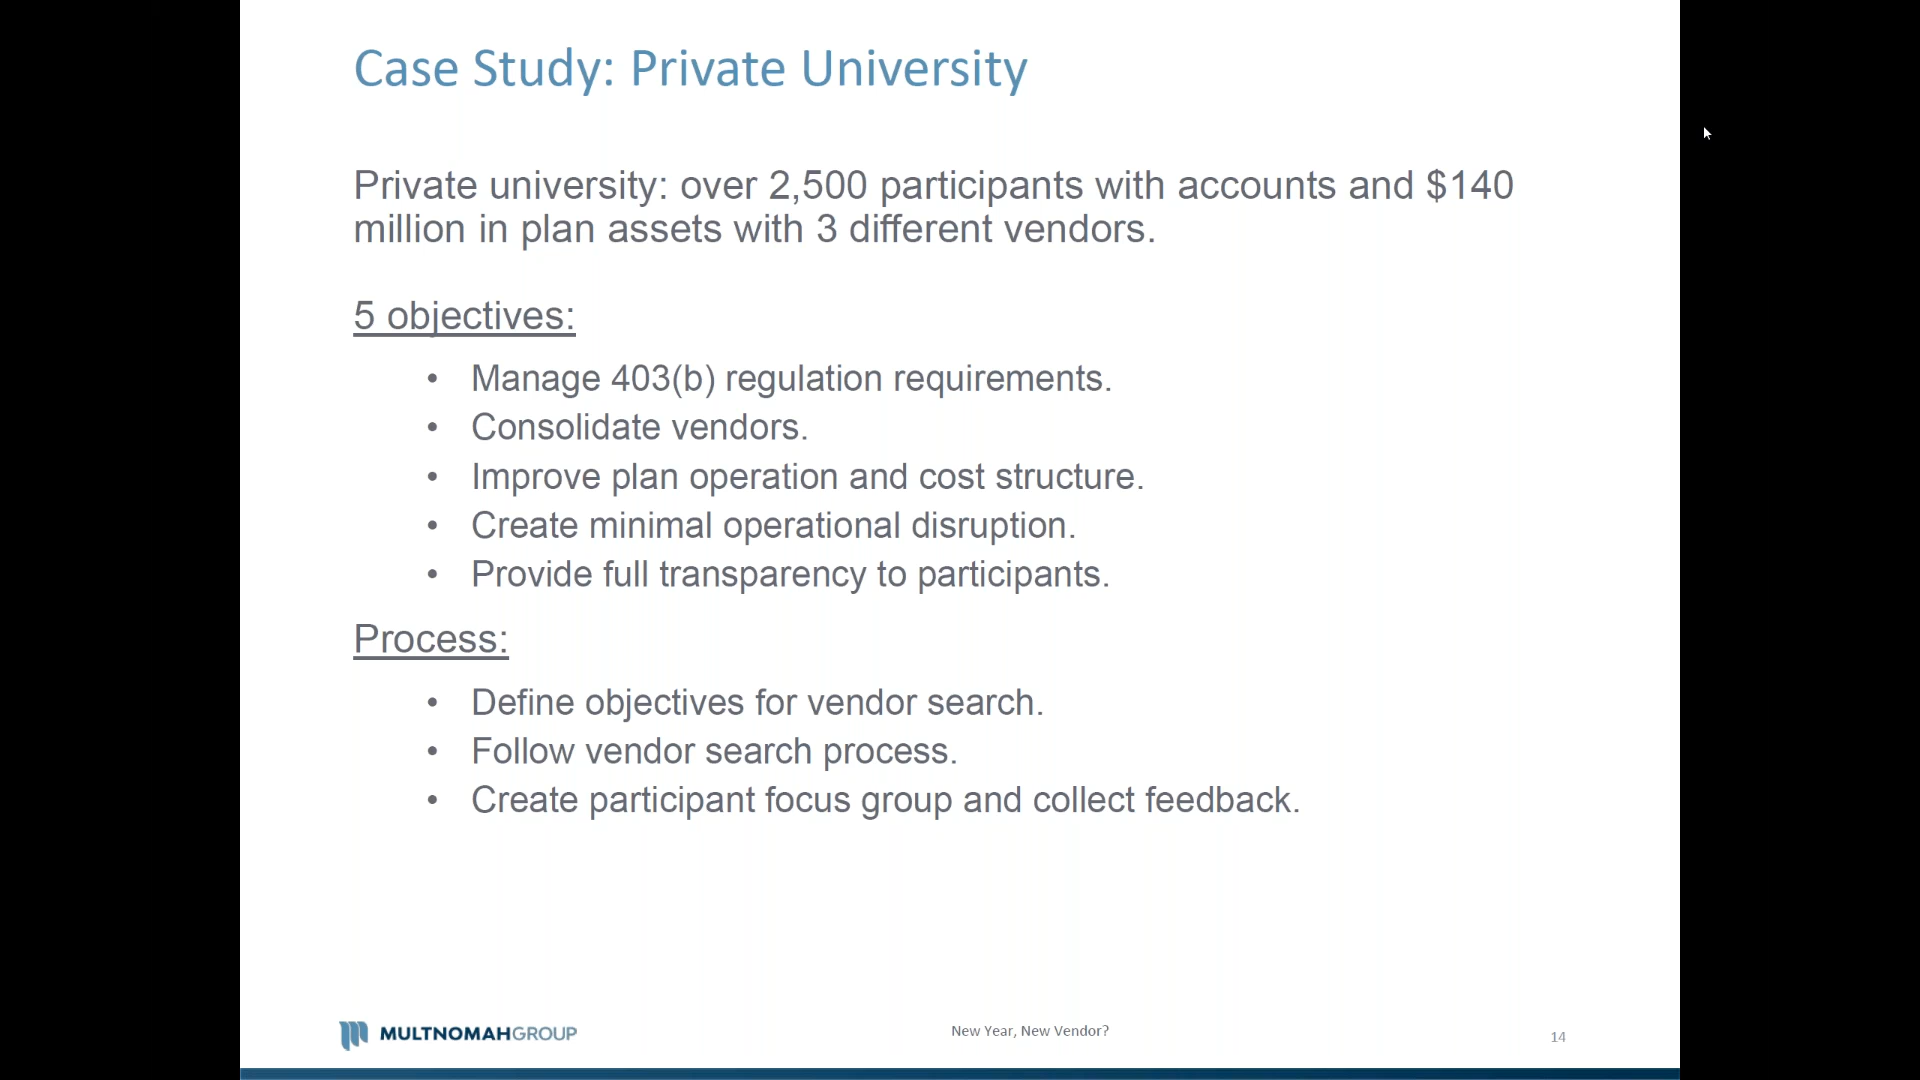 Case Study: Private University
Private university: over 2,500 participants with accounts and $140
million in plan assets with 3 different vendors.
5 objectives:
• Manage 403(b) regulation requirements.
• Consolidate vendors.
• Improve plan operation and cost structure.
• Create minimal operational disruption.
• Provide full transparency to participants.
Process:
• Define objectives for vendor search.
• Follow vendor search process.
• Create participant focus group and collect feedback.
MULTNOMAHGROUP
New Year, New Vendor?
14